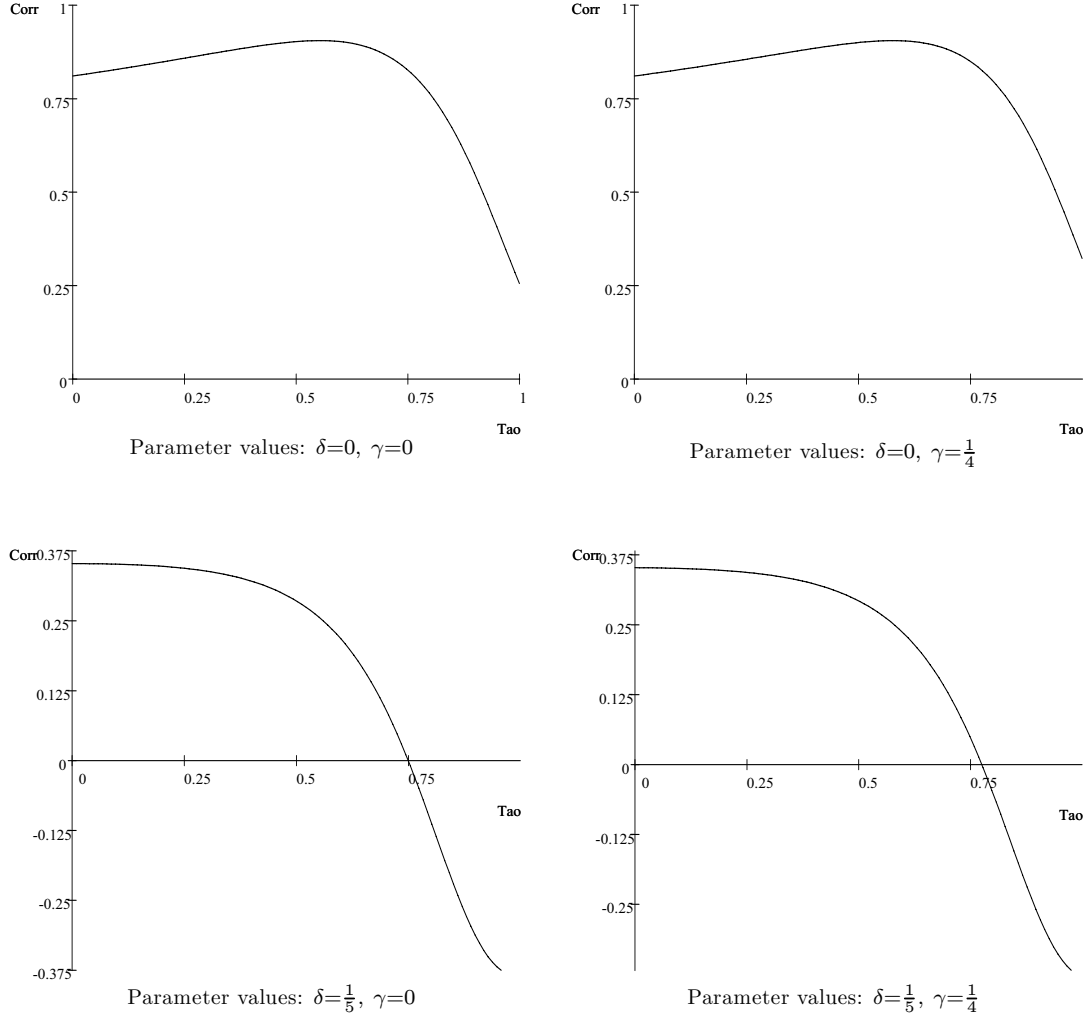 Corr
1
0.75
0.5
0.25
0
0 0.25 0.5 0.75 1
Tao
Parameter values: δ=0, γ=0
Corr
1
0.75
0.5
0.25
0
0 0.25 0.5 0.75
Tao
Parameter values: δ=0, γ=1/4
Corr
0.375
0.25
0.125
0
0 0.25 0.5 0.75
Tao
-0.125
-0.25
-0.375
Parameter values: δ=1/5, γ=0
Corr
0.375
0.25
0.125
0
0 0.25 0.5 0.75
Tao
-0.125
-0.25
Parameter values: δ=1/5, γ=1/4